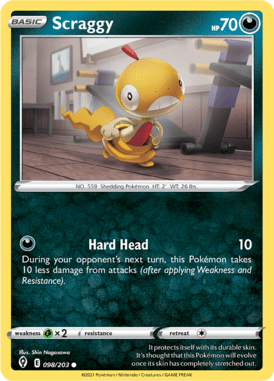 BASIC Scraggy HP 70
NO. 559 Shedding Pokémon HT: 2' WT: 26 lbs.
Hard Head 10
During your opponent's next turn, this Pokémon takes
10 less damage from attacks (after applying Weakness and
Resistance).
weakness ×2 resistance retreat
Illus. Shin Nagasawa
E 098/203
It protects itself with its durable skin.
It's thought that this Pokémon will evolve
once its skin has completely stretched out.
©2021 Pokémon / Nintendo / Creatures / GAME FREAK